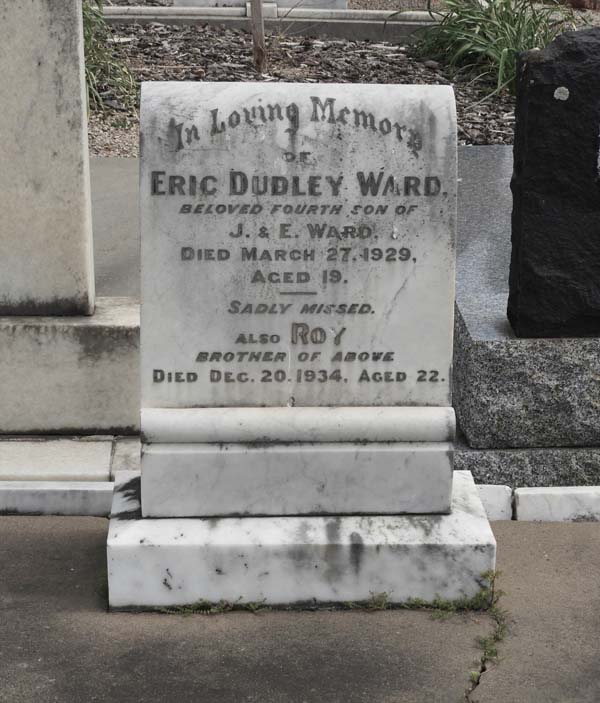 In Loving Memory
OF
ERIC DUDLEY WARD,
BELOVED FOURTH SON OF
J. & E. WARD,
DIED MARCH 27. 1929,
AGED 19.
SADLY MISSED.
ALSO ROY
BROTHER OF ABOVE
DIED DEC. 20. 1934, AGED 22.